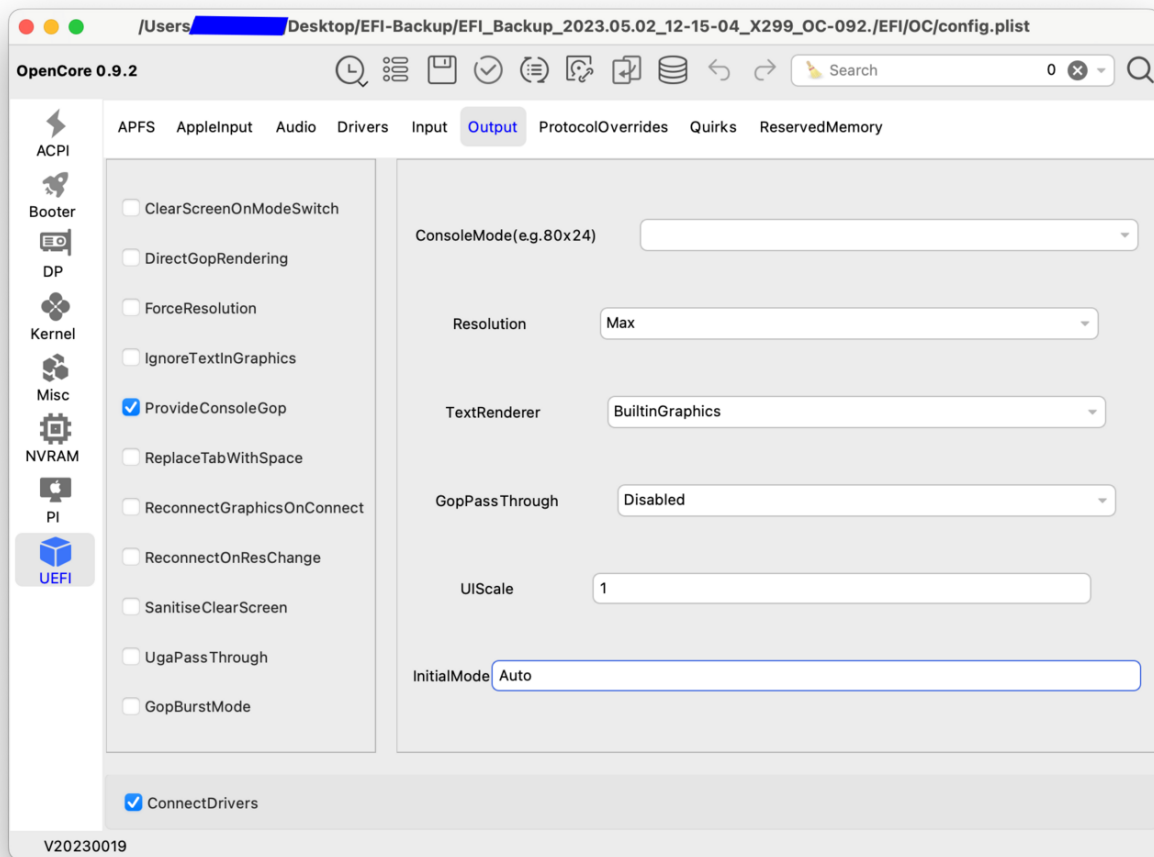 /Users Desktop/EFI-Backup/EFI_Backup_2023.05.02_12-15-04_X299_OC-092./EFI/OC/config.plist
OpenCore 0.9.2
Search 0
ACPI
Booter
DP
Kernel
Misc
NVRAM
PI
UEFI
APFS AppleInput Audio Drivers Input Output ProtocolOverrides Quirks ReservedMemory
ClearScreenOnModeSwitch
DirectGopRendering
ForceResolution
IgnoreTextInGraphics
ProvideConsoleGop
ReplaceTabWithSpace
ReconnectGraphicsOnConnect
ReconnectOnResChange
SanitiseClearScreen
UgaPassThrough
GopBurstMode
ConsoleMode(e.g.80x24)
Resolution Max
TextRenderer BuiltinGraphics
GopPassThrough Disabled
UIScale 1
InitialMode Auto
ConnectDrivers
V20230019